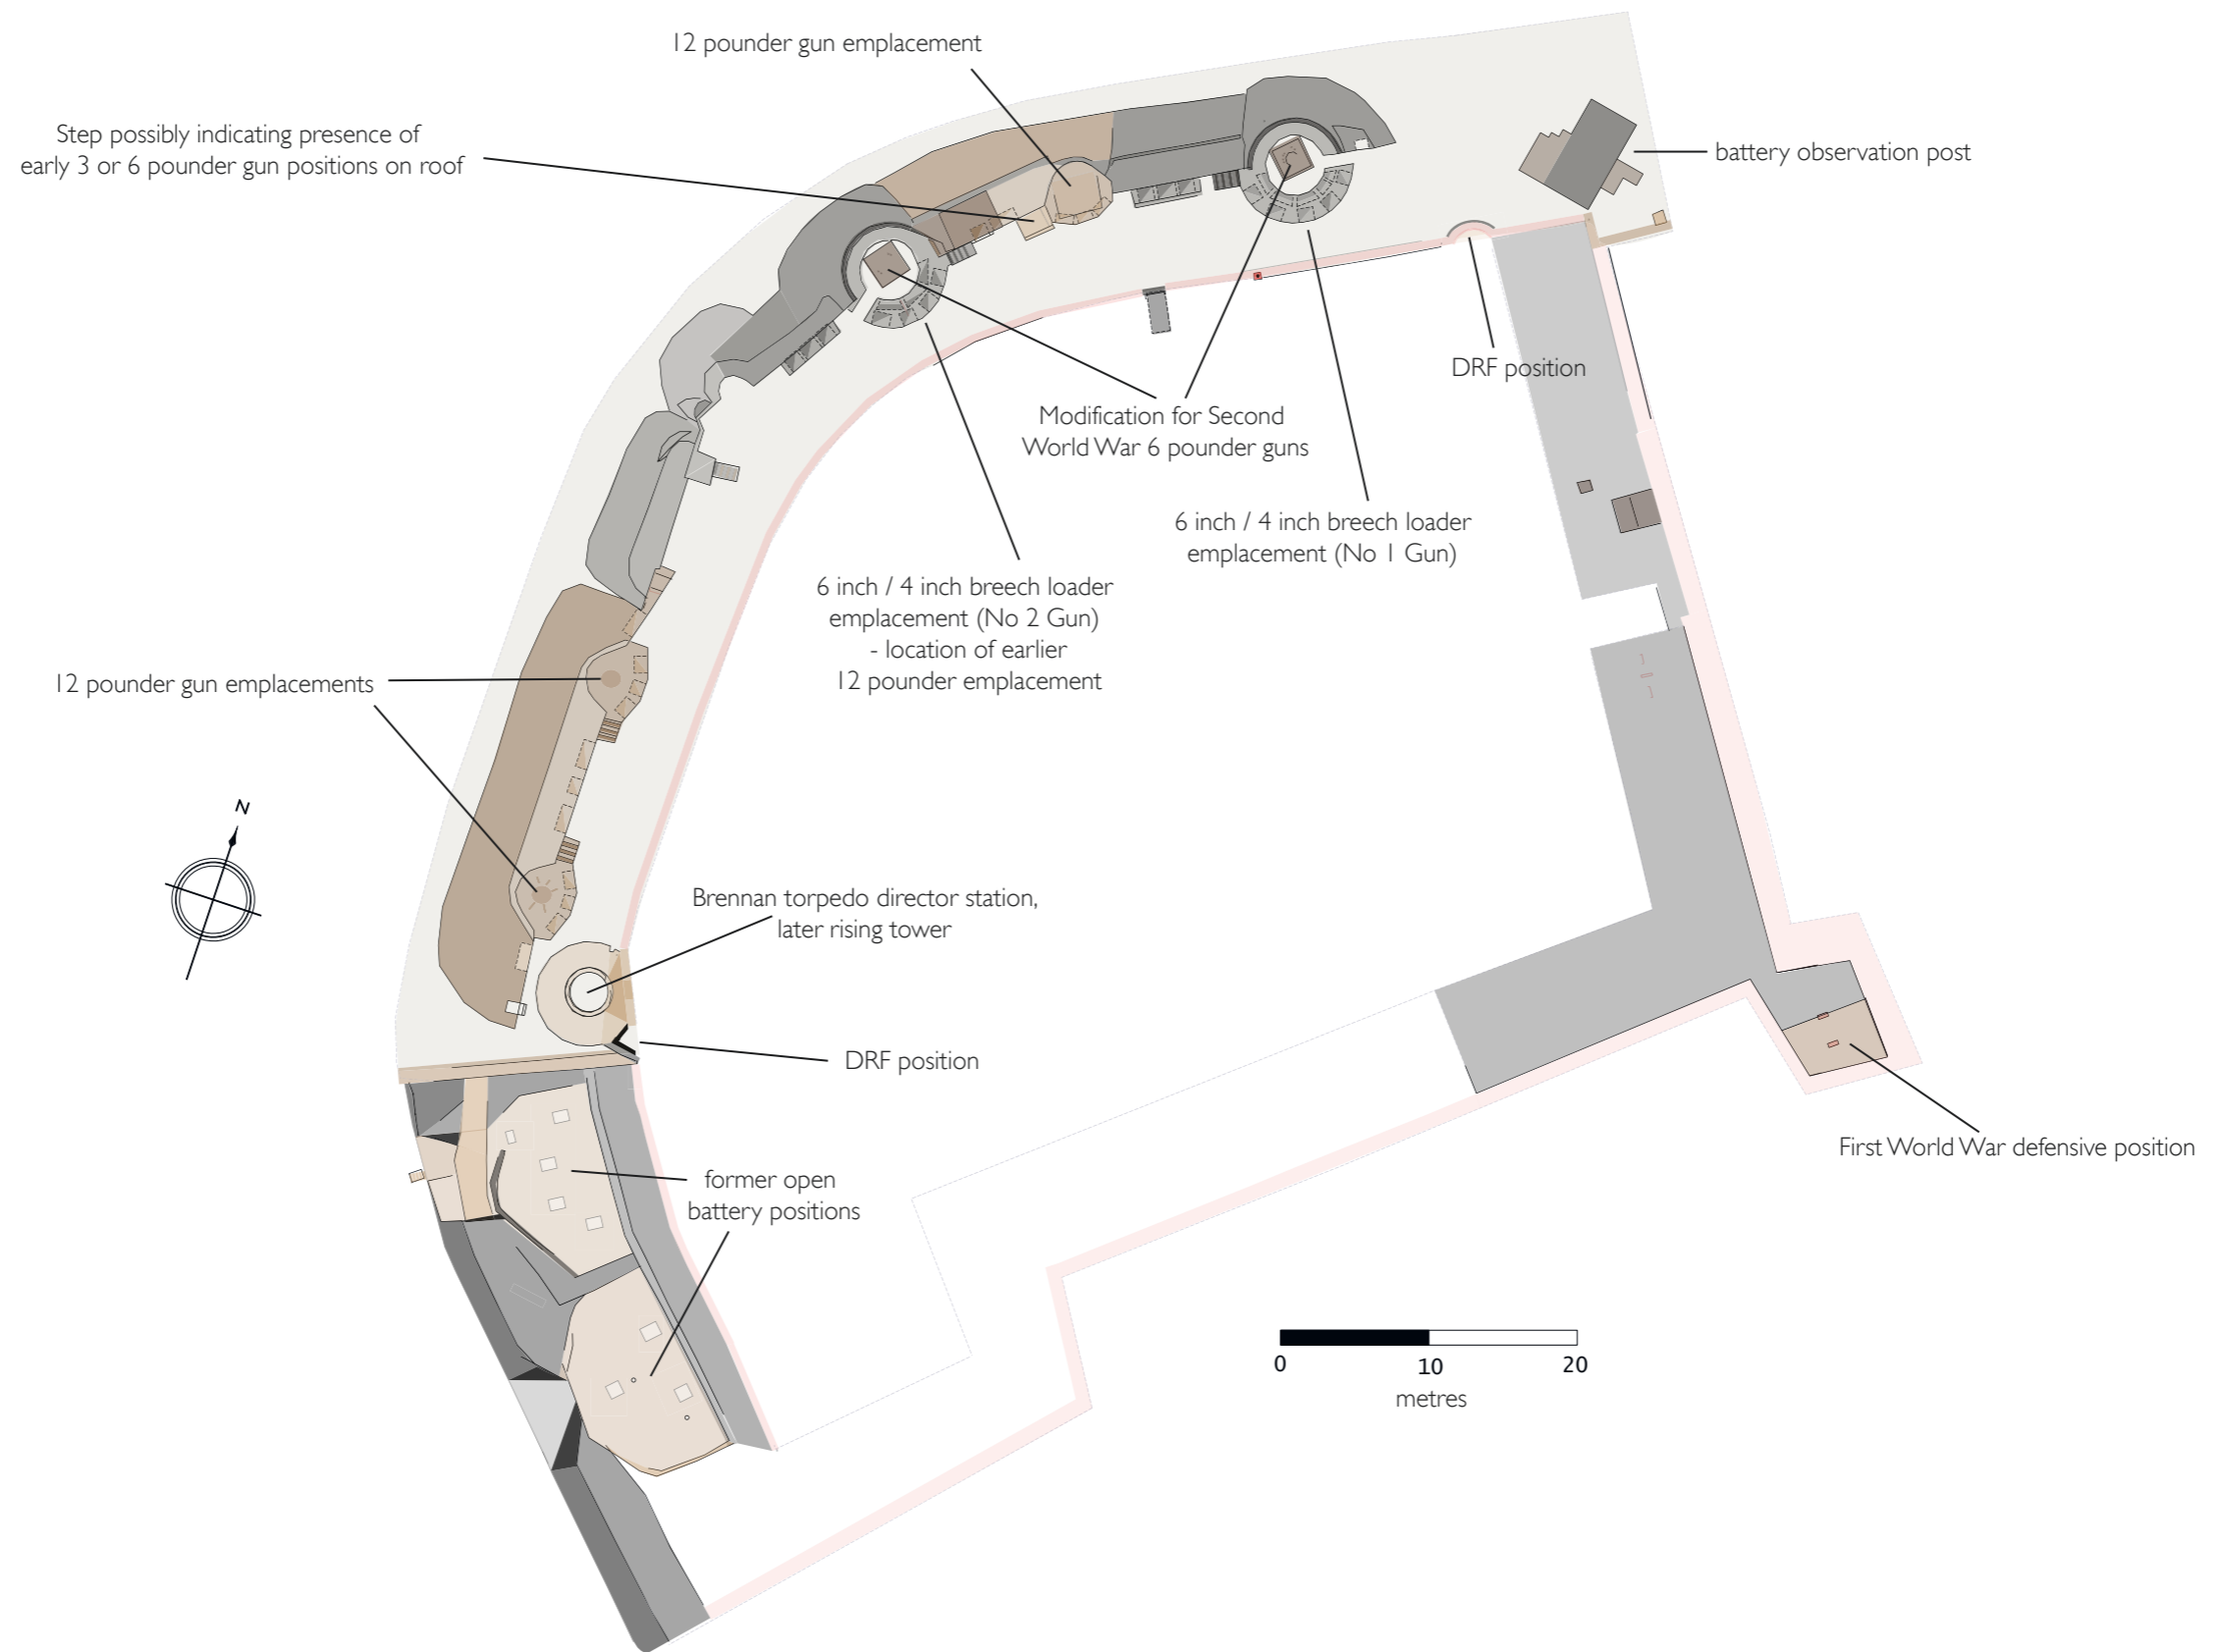 12 pounder gun emplacement
Step possibly indicating presence of
early 3 or 6 pounder gun positions on roof
battery observation post
DRF position
Modification for Second
World War 6 pounder guns
6 inch / 4 inch breech loader
emplacement (No 1 Gun)
6 inch / 4 inch breech loader
emplacement (No 2 Gun)
- location of earlier
12 pounder emplacement
12 pounder gun emplacements
N
Brennan torpedo director station,
later rising tower
DRF position
First World War defensive position
former open
battery positions
0 10 20
metres